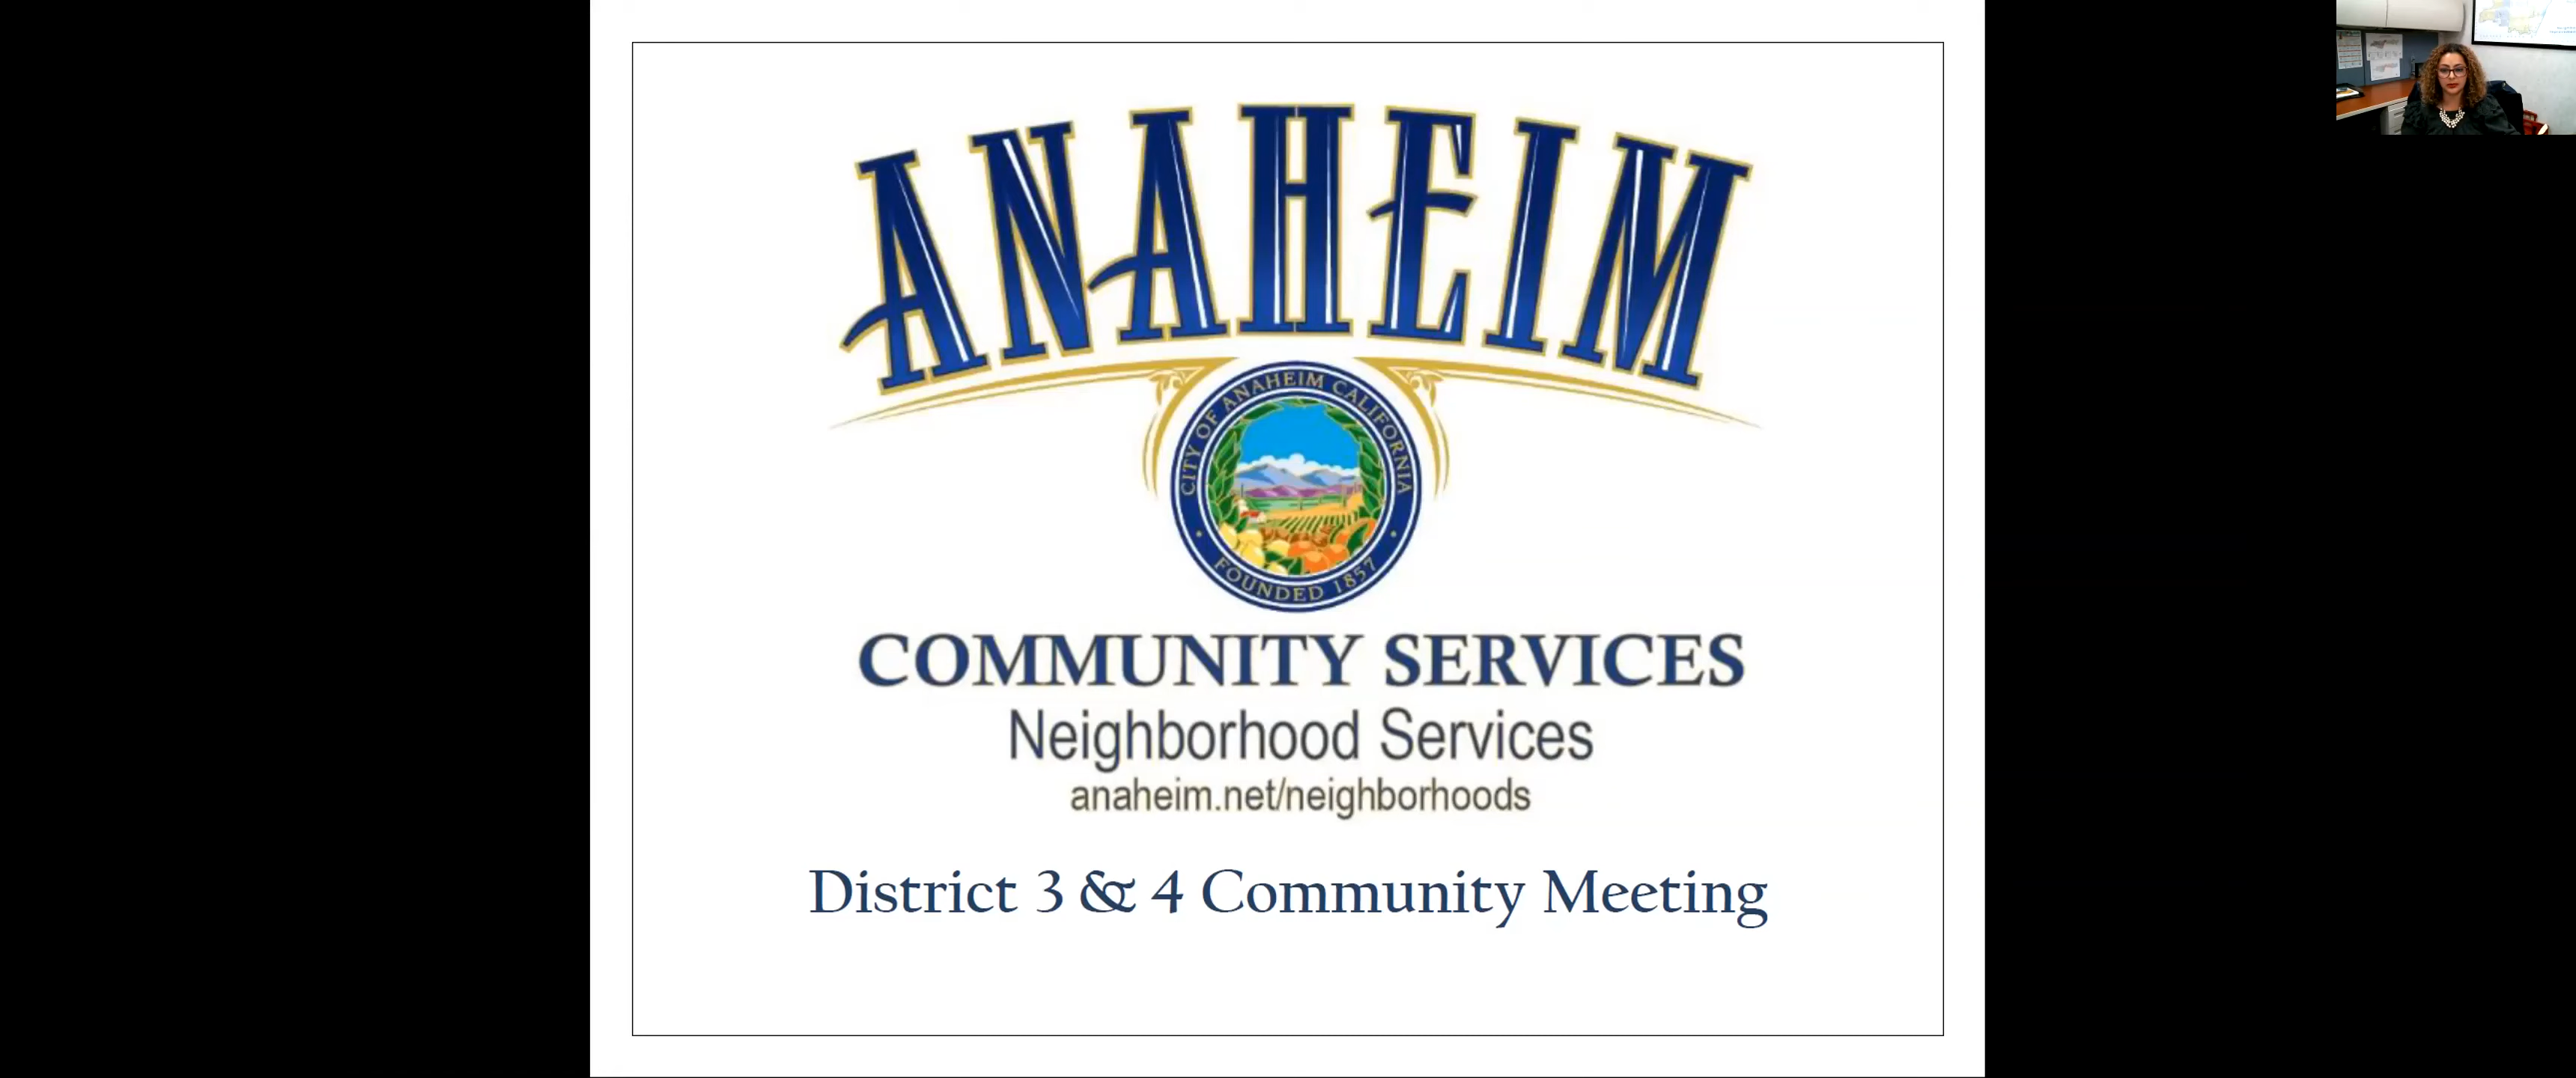 ANAHEIM
CITY OF ANAHEIM CALIFORNIA
FOUNDED 1857
COMMUNITY SERVICES
Neighborhood Services
anaheim.net/neighborhoods
District 3 & 4 Community Meeting